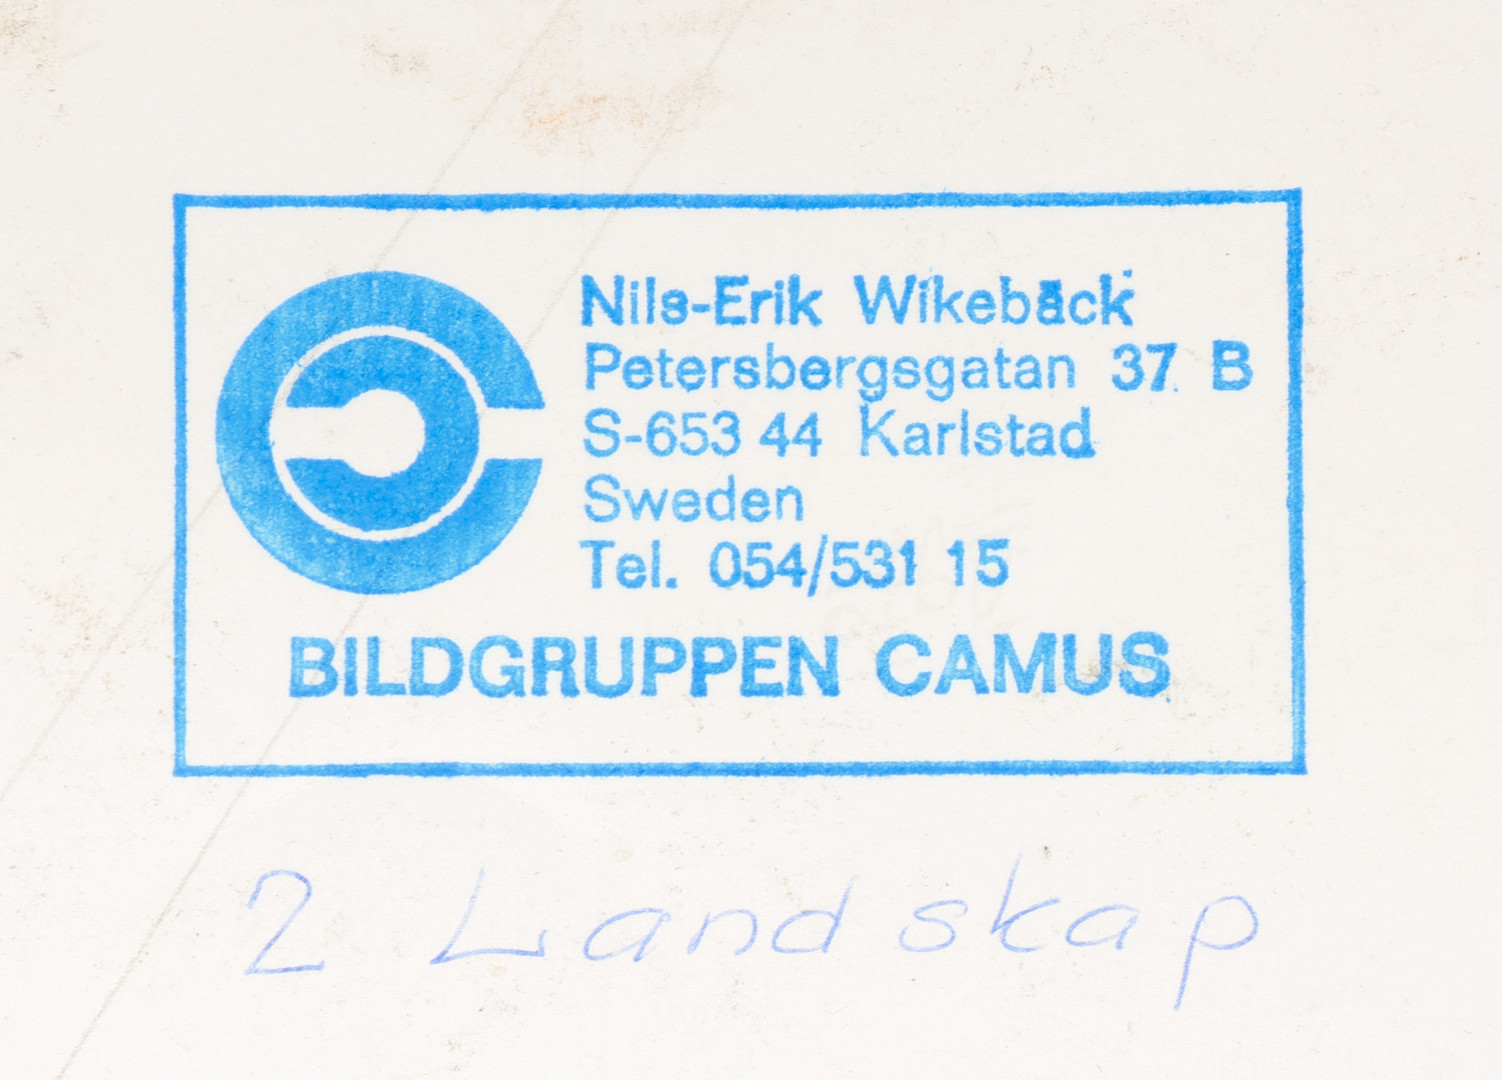 Nils-Erik Wikebäck
Petersbergsgatan 37 B
S-653 44 Karlstad
Sweden
Tel. 054/531 15
BILDGRUPPEN CAMUS
2 Landskap